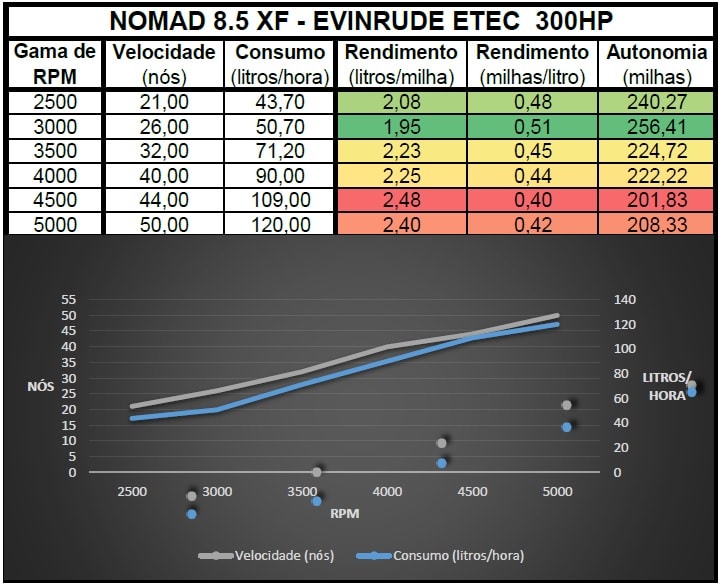 NOMAD 8.5 XF - EVINRUDE ETEC 300HP
Gama de RPM Velocidade (nós) Consumo (litros/hora) Rendimento (litros/milha) Rendimento (milhas/litro) Autonomia (milhas)
2500 21,00 43,70 2,08 0,48 240,27
3000 26,00 50,70 1,95 0,51 256,41
3500 32,00 71,20 2,23 0,45 224,72
4000 40,00 90,00 2,25 0,44 222,22
4500 44,00 109,00 2,48 0,40 201,83
5000 50,00 120,00 2,40 0,42 208,33
55 140
50 120
45
40 100
35
30 80
NÓS 25 60 LITROS/
HORA
20
15 40
10 20
5
0 0
2500 3000 3500 4000 4500 5000
RPM
Velocidade (nós) Consumo (litros/hora)